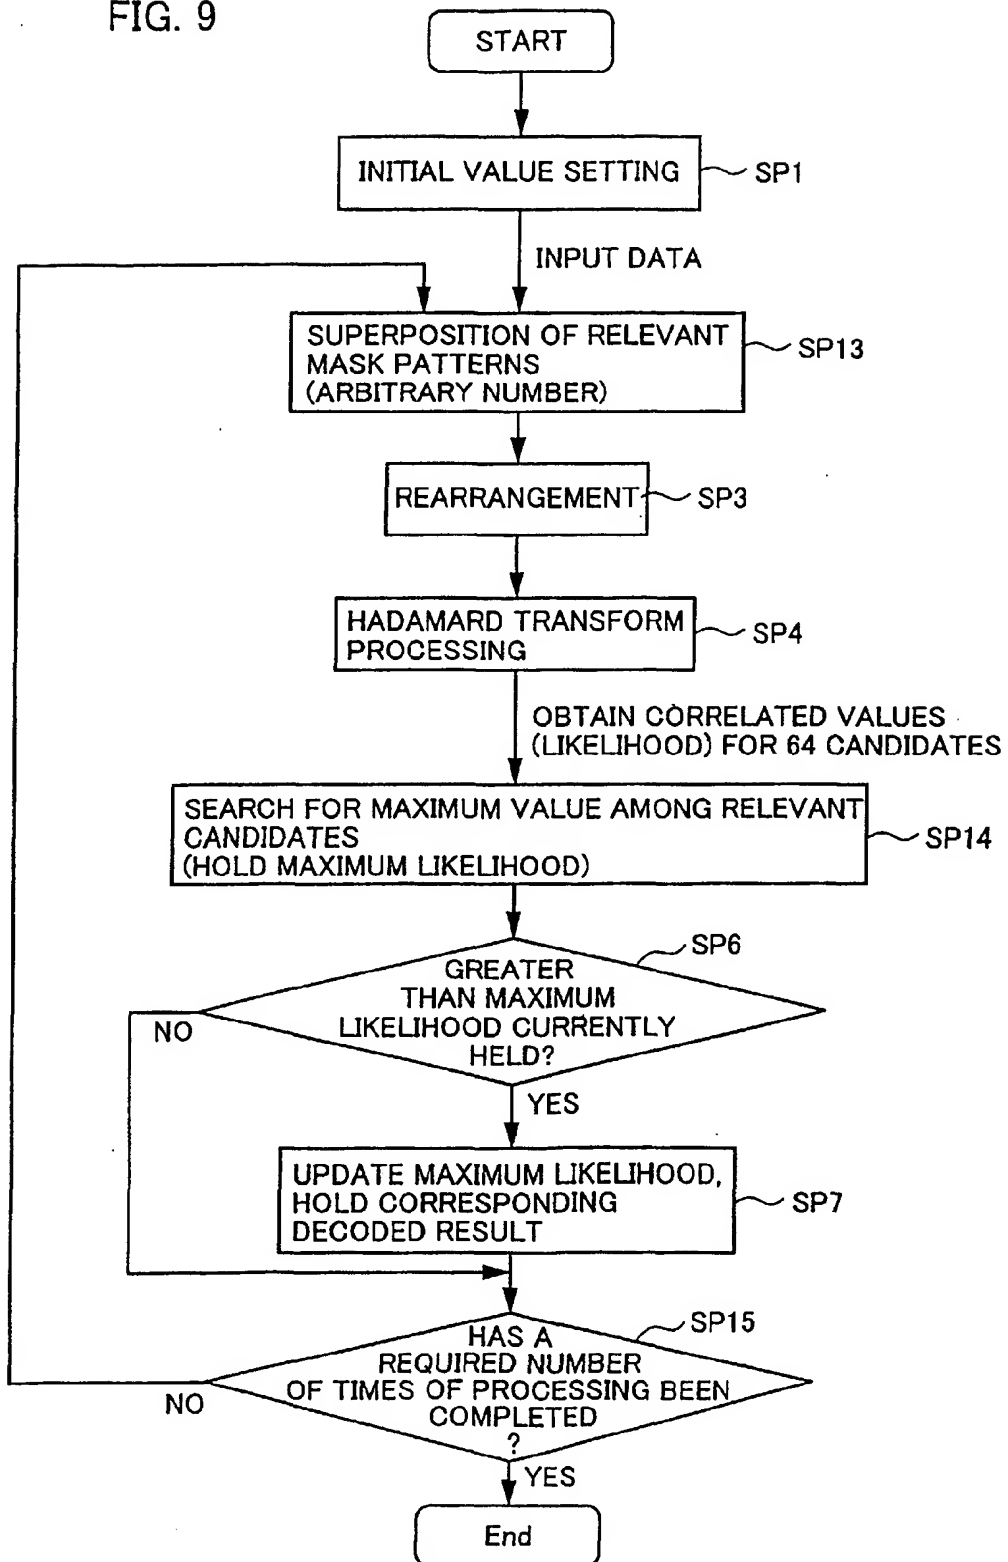 FIG. 9
START
INITIAL VALUE SETTING
SP1
INPUT DATA
SUPERPOSITION OF RELEVANT
MASK PATTERNS
(ARBITRARY NUMBER)
SP13
REARRANGEMENT
SP3
HADAMARD TRANSFORM
PROCESSING
SP4
OBTAIN CORRELATED VALUES
(LIKELIHOOD) FOR 64 CANDIDATES
SEARCH FOR MAXIMUM VALUE AMONG RELEVANT
CANDIDATES
(HOLD MAXIMUM LIKELIHOOD)
SP14
SP6
GREATER
THAN MAXIMUM
LIKELIHOOD CURRENTLY
HELD?
NO
YES
UPDATE MAXIMUM LIKELIHOOD,
HOLD CORRESPONDING
DECODED RESULT
SP7
SP15
HAS A
REQUIRED NUMBER
OF TIMES OF PROCESSING BEEN
COMPLETED
?
NO
YES
End